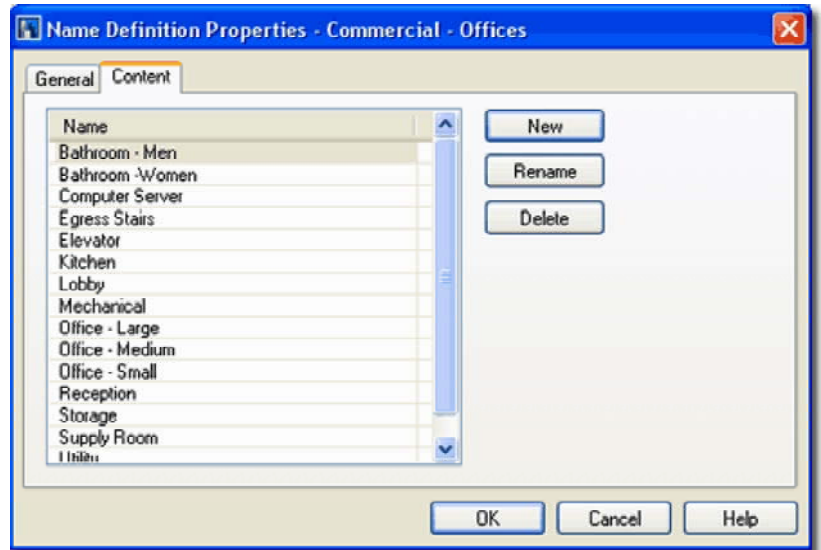 Name Definition Properties - Commercial - Offices
General Content
Name
New
Bathroom - Men
Bathroom -Women
Rename
Computer Server
Egress Stairs
Delete
Elevator
Kitchen
Lobby
Mechanical
Office - Large
Office - Medium
Office - Small
Reception
Storage
Supply Room
Utility
OK Cancel Help